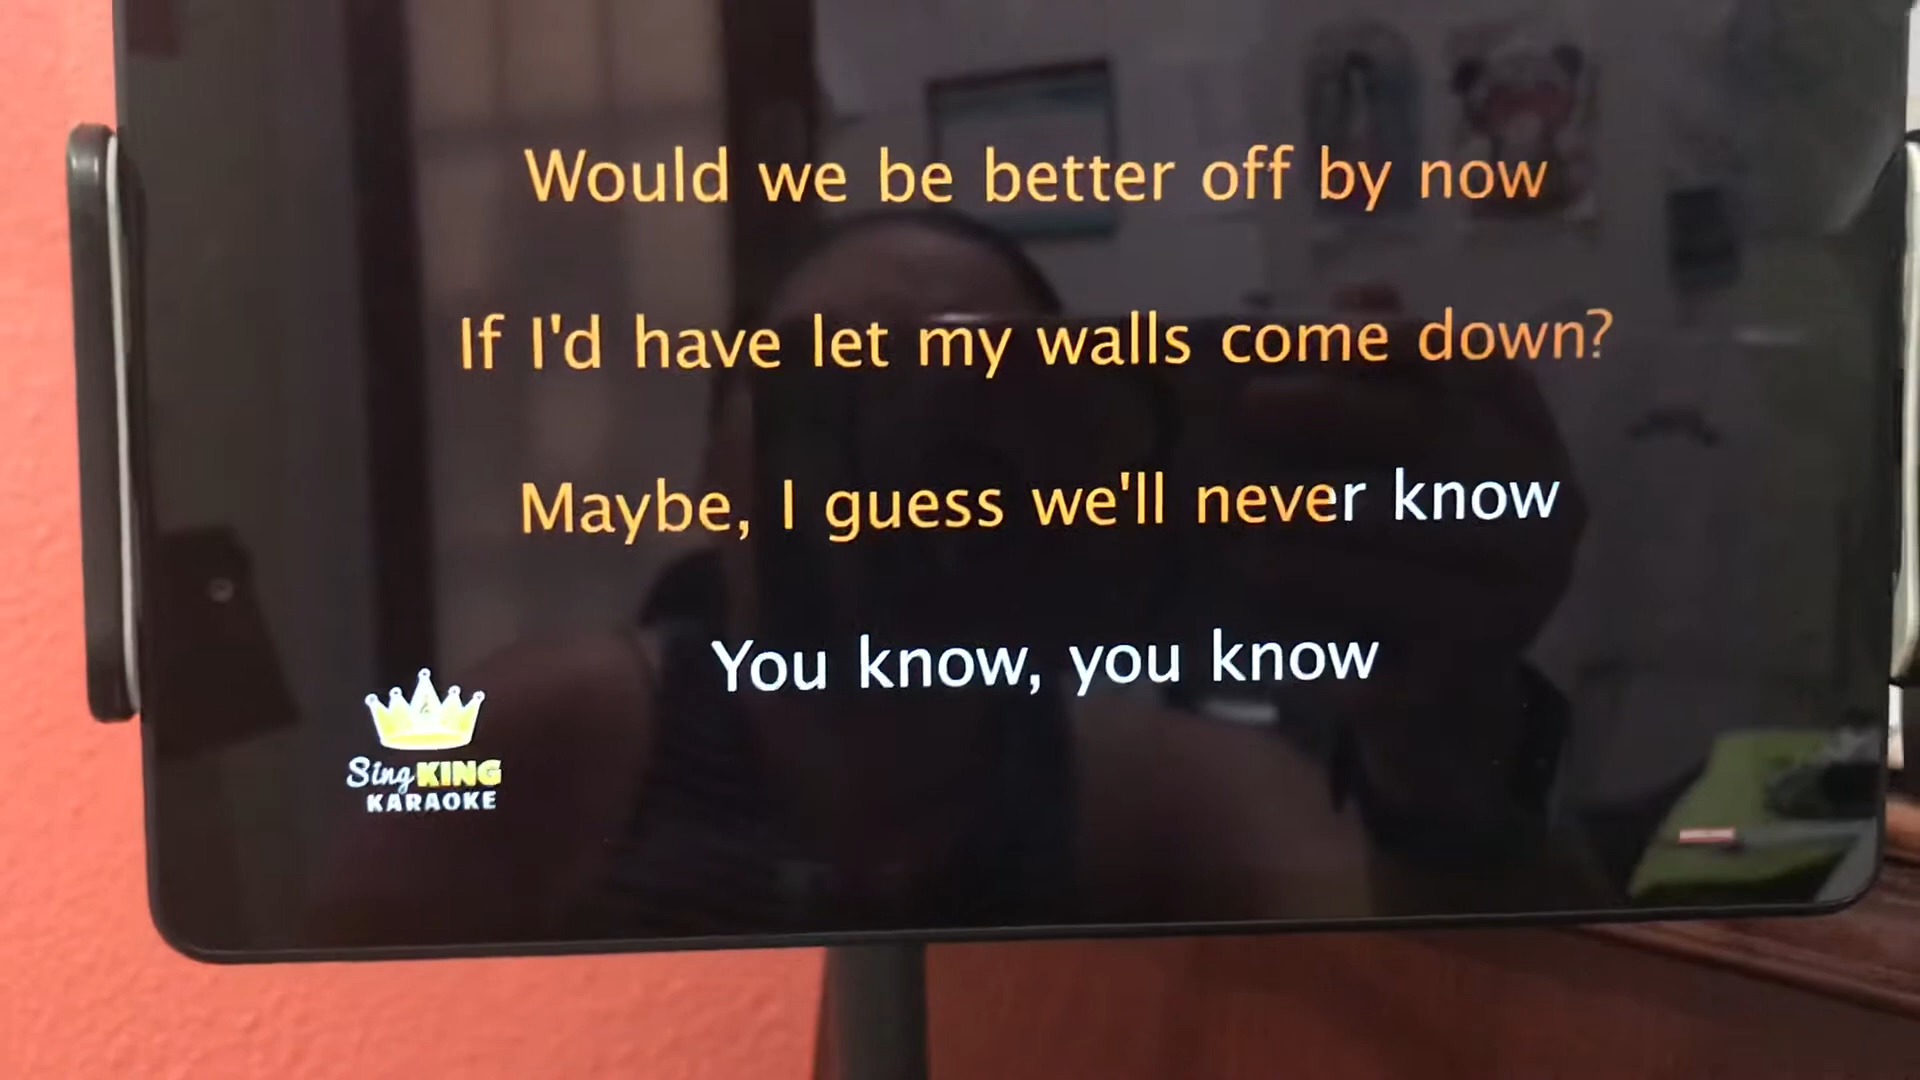 Would we be better off by now
If I'd have let my walls come down?
Maybe, I guess we'll never know
You know, you know
Sing KING
KARAOKE